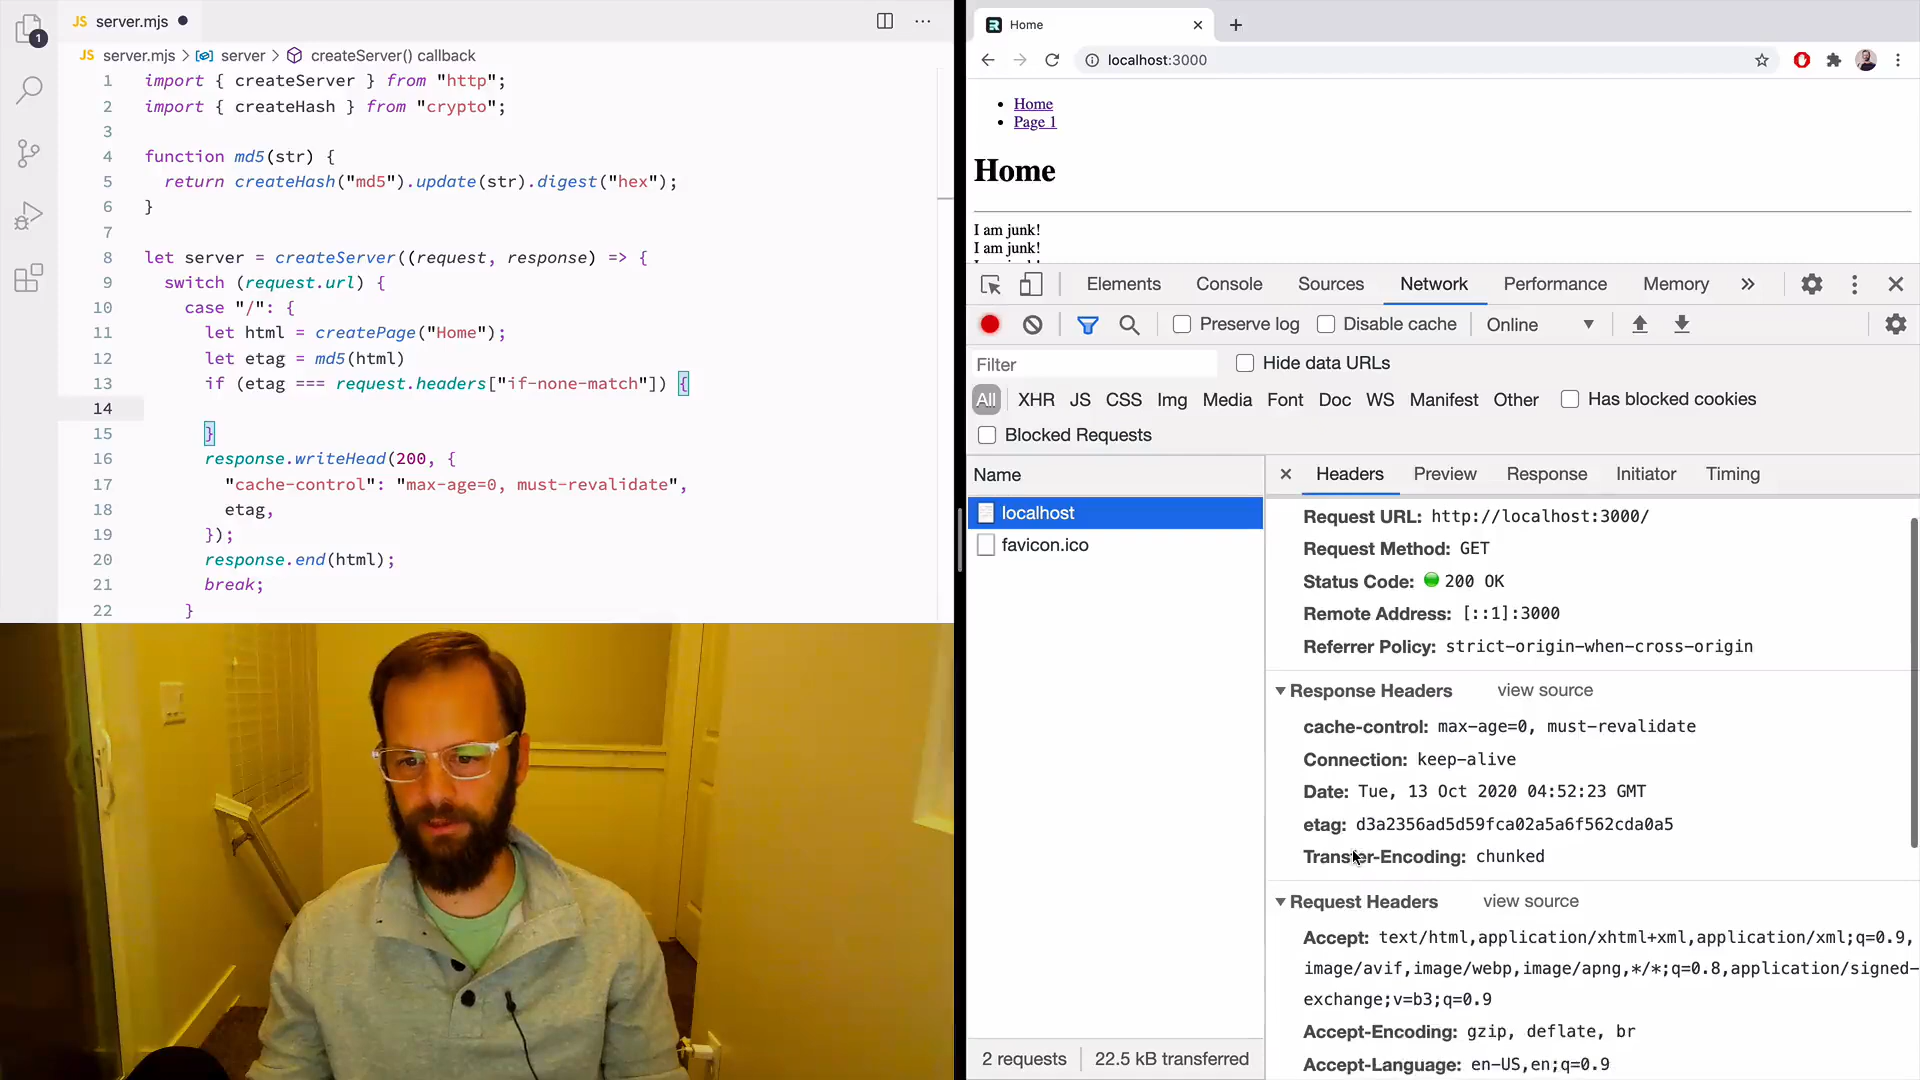 1
JS server.mjs
JS server.mjs > server > createServer() callback
1 import { createServer } from "http";
2 import { createHash } from "crypto";
3
4 function md5(str) {
5 return createHash("md5").update(str).digest("hex");
6 }
7
8 let server = createServer((request, response) => {
9 switch (request.url) {
10 case "/": {
11 let html = createPage("Home");
12 let etag = md5(html)
13 if (etag === request.headers["if-none-match"]) {
14
15 }
16 response.writeHead(200, {
17 "cache-control": "max-age=0, must-revalidate",
18 etag,
19 });
20 response.end(html);
21 break;
22 }
Home
localhost:3000
Home
Page 1
Home
I am junk!
I am junk!
Elements Console Sources Network Performance Memory
Preserve log Disable cache Online
Filter Hide data URLs
All XHR JS CSS Img Media Font Doc WS Manifest Other Has blocked cookies
Blocked Requests
Name
localhost
favicon.ico
2 requests 22.5 kB transferred
Headers Preview Response Initiator Timing
Request URL: http://localhost:3000/
Request Method: GET
Status Code: 200 OK
Remote Address: [::1]:3000
Referrer Policy: strict-origin-when-cross-origin
Response Headers view source
cache-control: max-age=0, must-revalidate
Connection: keep-alive
Date: Tue, 13 Oct 2020 04:52:23 GMT
etag: d3a2356ad5d59fca02a5a6f562cda0a5
Transfer-Encoding: chunked
Request Headers view source
Accept: text/html,application/xhtml+xml,application/xml;q=0.9,
image/avif,image/webp,image/apng,*/*;q=0.8,application/signed-
exchange;v=b3;q=0.9
Accept-Encoding: gzip, deflate, br
Accept-Language: en-US,en;q=0.9